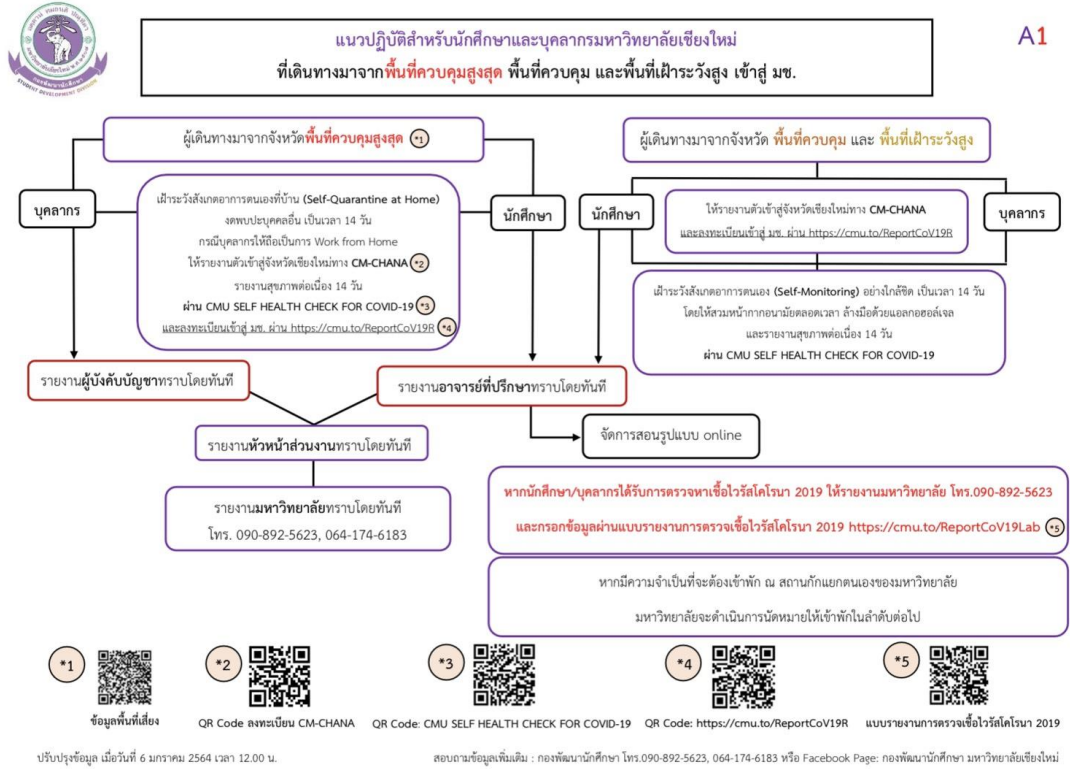 แนวปฏิบัติสำหรับนักศึกษาและบุคลากรมหาวิทยาลัยเชียงใหม่
A1
ที่เดินทางมาจากพื้นที่ควบคุมสูงสุด พื้นที่ควบคุม และพื้นที่เฝ้าระวังสูง เข้าสู่ มช.
STUDENT DEVELOPMENT DIVISION
ผู้เดินทางมาจากจังหวัดพื้นที่ควบคุมสูงสุด *1
บุคลากร
เฝ้าระวังสังเกตอาการตนเองที่บ้าน (Self-Quarantine at Home)
งดพบปะบุคคลอื่น เป็นเวลา 14 วัน
กรณีบุคลากรให้ถือเป็นการ Work from Home
ให้รายงานตัวเข้าสู่จังหวัดเชียงใหม่ทาง CM-CHANA *2
รายงานสุขภาพต่อเนื่อง 14 วัน
ผ่าน CMU SELF HEALTH CHECK FOR COVID-19 *3
และลงทะเบียนเข้าสู่ มช. ผ่าน https://cmu.to/ReportCoV19R *4
นักศึกษา
ผู้เดินทางมาจากจังหวัด พื้นที่ควบคุม และ พื้นที่เฝ้าระวังสูง
นักศึกษา
ให้รายงานตัวเข้าสู่จังหวัดเชียงใหม่ทาง CM-CHANA
และลงทะเบียนเข้าสู่ มช. ผ่าน https://cmu.to/ReportCoV19R
บุคลากร
เฝ้าระวังสังเกตอาการตนเอง (Self-Monitoring) อย่างใกล้ชิด เป็นเวลา 14 วัน
โดยให้สวมหน้ากากอนามัยตลอดเวลา ล้างมือด้วยแอลกอฮอล์เจล
และรายงานสุขภาพต่อเนื่อง 14 วัน
ผ่าน CMU SELF HEALTH CHECK FOR COVID-19
รายงานผู้บังคับบัญชาทราบโดยทันที
รายงานอาจารย์ที่ปรึกษาทราบโดยทันที
รายงานหัวหน้าส่วนงานทราบโดยทันที
จัดการสอนรูปแบบ online
รายงานมหาวิทยาลัยทราบโดยทันที
โทร. 090-892-5623, 064-174-6183
หากนักศึกษา/บุคลากรได้รับการตรวจหาเชื้อไวรัสโคโรนา 2019 ให้รายงานมหาวิทยาลัย โทร.090-892-5623
และกรอกข้อมูลผ่านแบบรายงานการตรวจเชื้อไวรัสโคโรนา 2019 https://cmu.to/ReportCoV19Lab *5
หากมีความจำเป็นที่จะต้องเข้าพัก ณ สถานกักแยกตนเองของมหาวิทยาลัย
มหาวิทยาลัยจะดำเนินการนัดหมายให้เข้าพักในลำดับต่อไป
*1
ข้อมูลพื้นที่เสี่ยง
*2
QR Code ลงทะเบียน CM-CHANA
*3
QR Code: CMU SELF HEALTH CHECK FOR COVID-19
*4
QR Code: https://cmu.to/ReportCoV19R
*5
แบบรายงานการตรวจเชื้อไวรัสโคโรนา 2019
ปรับปรุงข้อมูล เมื่อวันที่ 6 มกราคม 2564 เวลา 12.00 น.
สอบถามข้อมูลเพิ่มเติม : กองพัฒนานักศึกษา โทร.090-892-5623, 064-174-6183 หรือ Facebook Page: กองพัฒนานักศึกษา มหาวิทยาลัยเชียงใหม่